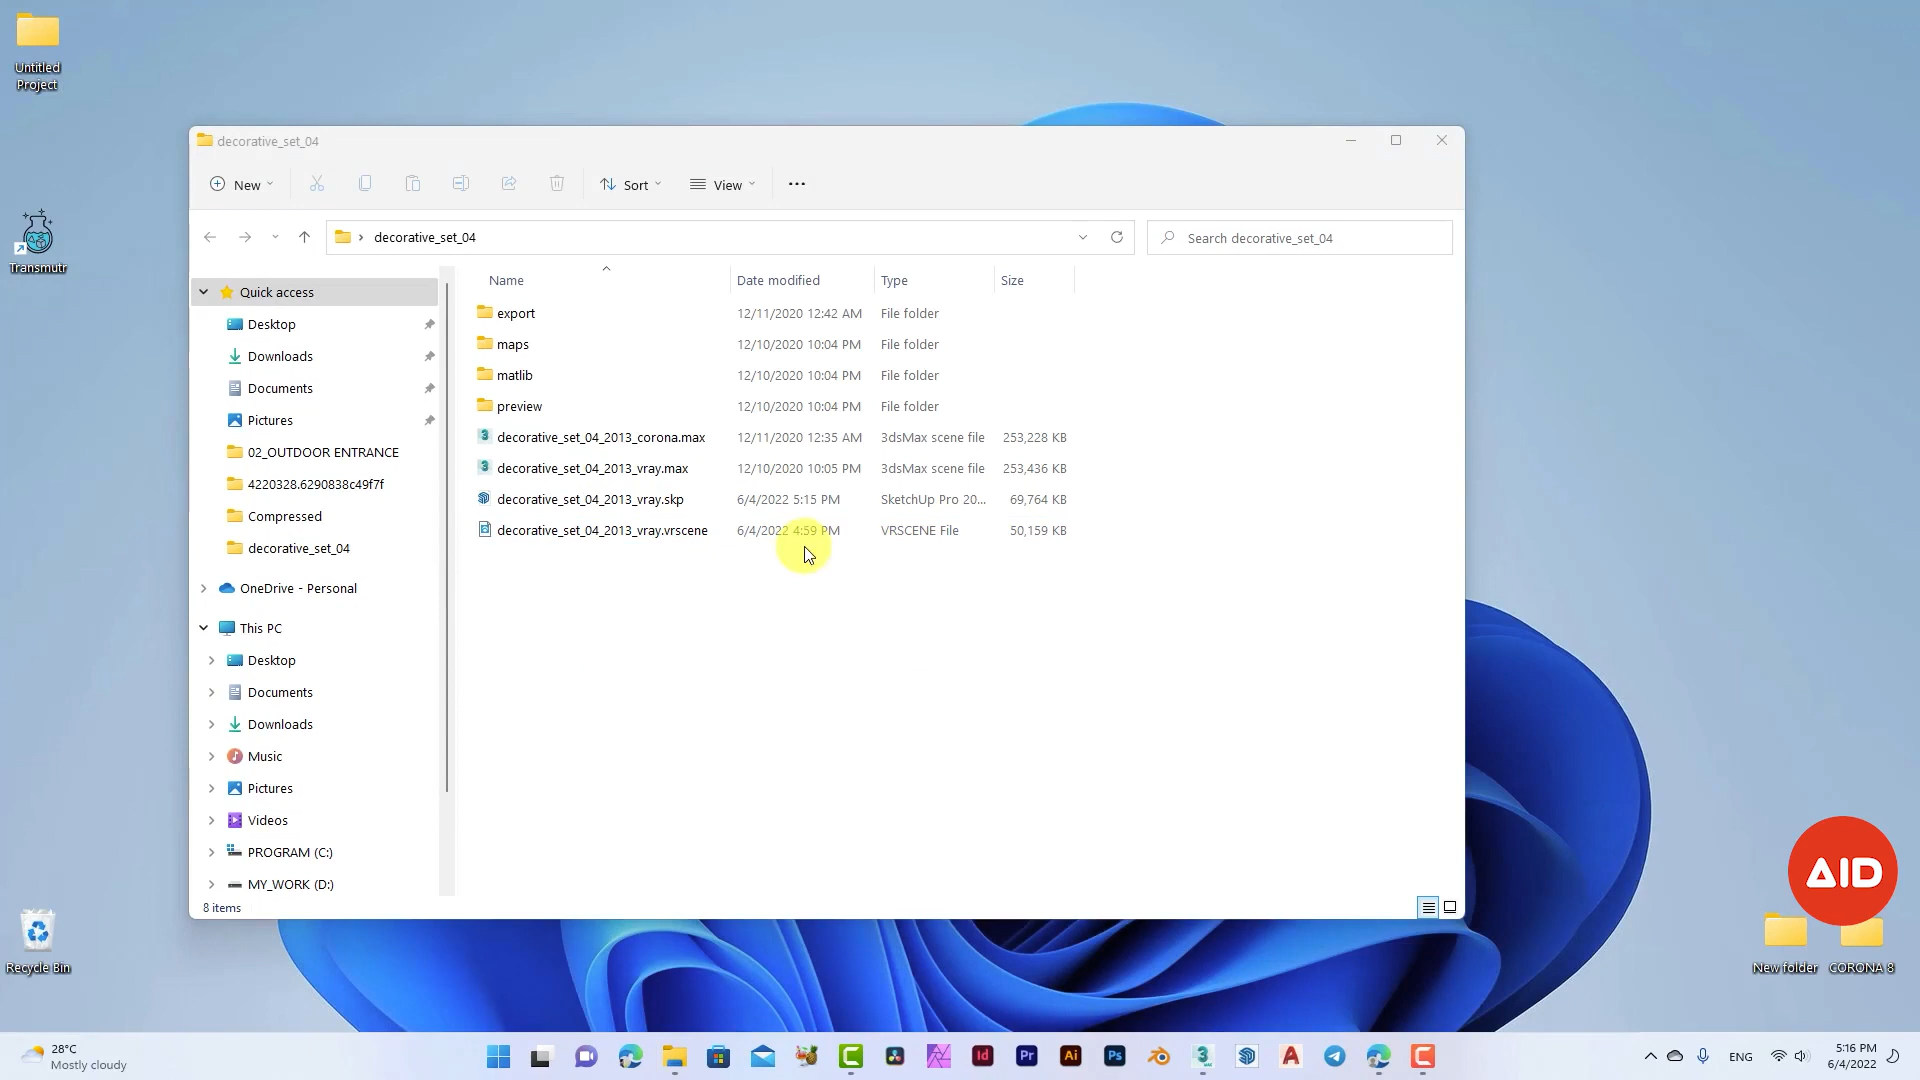 Untitled
Project
Transmutr
decorative_set_04
New
Sort
View
decorative_set_04
Search decorative_set_04
Name
Date modified
Type
Size
Quick access
Desktop
Downloads
Documents
Pictures
02_OUTDOOR ENTRANCE
4220328.6290838c49f7f
Compressed
decorative_set_04
OneDrive - Personal
This PC
Desktop
Documents
Downloads
Music
Pictures
Videos
PROGRAM (C:)
MY_WORK (D:)
export 12/11/2020 12:42 AM File folder
maps 12/10/2020 10:04 PM File folder
matlib 12/10/2020 10:04 PM File folder
preview 12/10/2020 10:04 PM File folder
decorative_set_04_2013_corona.max 12/11/2020 12:35 AM 3dsMax scene file 253,228 KB
decorative_set_04_2013_vray.max 12/10/2020 10:05 PM 3dsMax scene file 253,436 KB
decorative_set_04_2013_vray.skp 6/4/2022 5:15 PM SketchUp Pro 20... 69,764 KB
decorative_set_04_2013_vray.vrscene 6/4/2022 4:59 PM VRSCENE File 50,159 KB
8 items
AID
Recycle Bin
New folder
CORONA 8
28°C
Mostly cloudy
Id
Pr
Ai
Ps
ENG
5:16 PM
6/4/2022